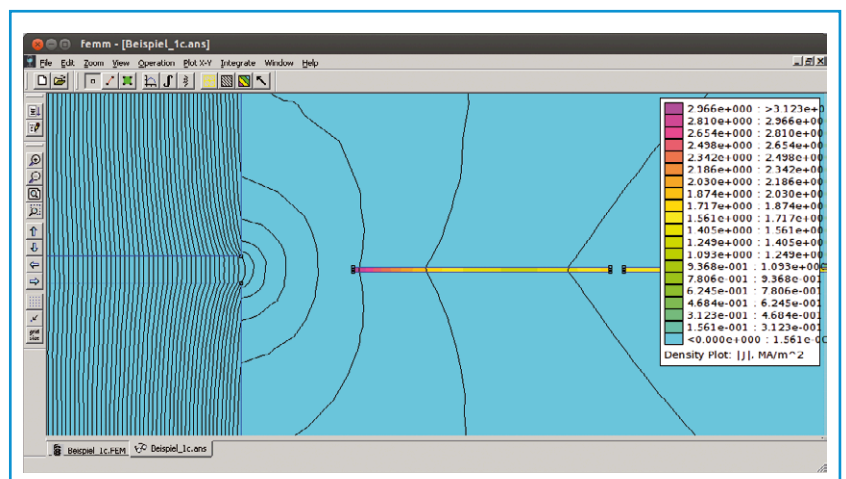 femm - [Beispiel_1c.ans]
File Edit Zoom View Operation Plot X-Y Integrate Window Help
2.966e+000 : >3.123e+0
2.810e+000 : 2.966e+00
2.654e+000 : 2.810e+00
2.498e+000 : 2.654e+00
2.342e+000 : 2.498e+00
2.186e+000 : 2.342e+00
2.030e+000 : 2.186e+00
1.874e+000 : 2.030e+00
1.717e+000 : 1.874e+00
1.561e+000 : 1.717e+00
1.405e+000 : 1.561e+00
1.249e+000 : 1.405e+00
1.093e+000 : 1.249e+00
9.368e-001 : 1.093e+00
7.806e-001 : 9.368e-00
6.245e-001 : 7.806e-00
4.684e-001 : 6.245e-00
3.123e-001 : 4.684e-00
1.561e-001 : 3.123e-00
<0.000e+000 : 1.561e-00
Density Plot: |J|, MA/m^2
Beispiel_1c.FEM Beispiel_1c.ans